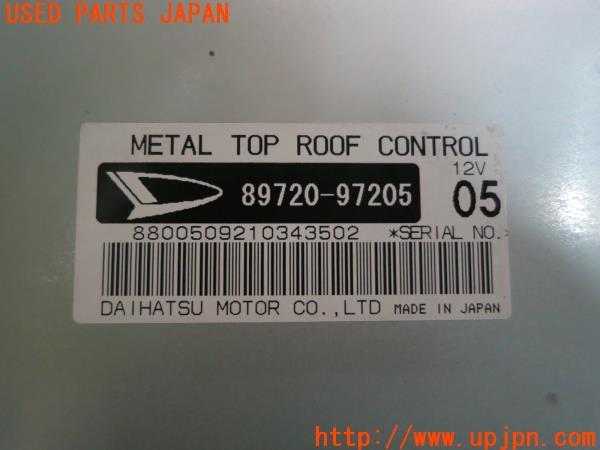 USED PARTS JAPAN
METAL TOP ROOF CONTROL
12V
89720-97205
05
8800509210343502 *SERIAL NO.*
DAIHATSU MOTOR CO.,LTD MADE IN JAPAN
http://www.upjpn.com